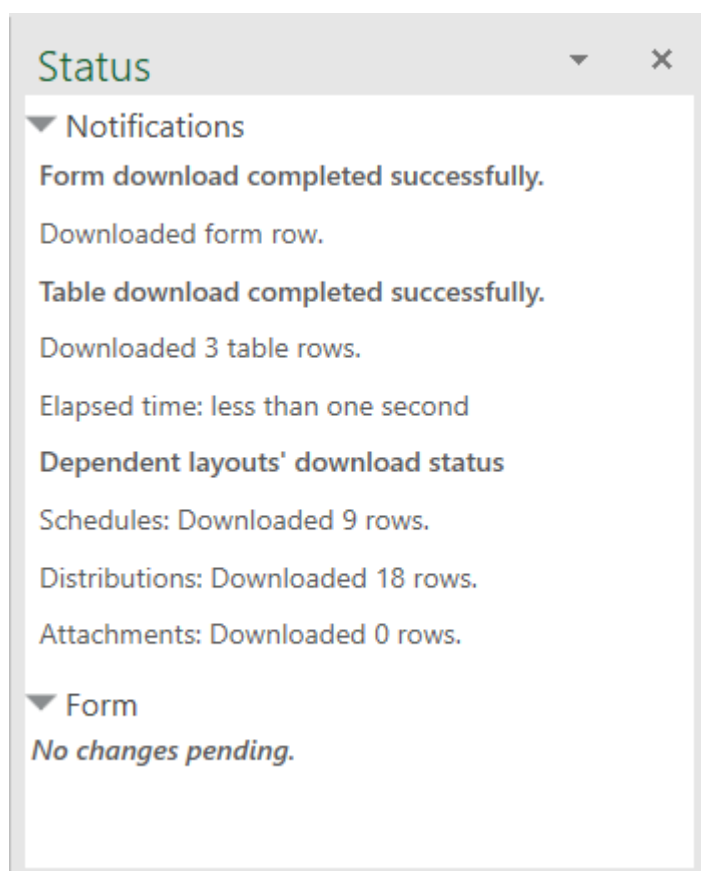 Status
Notifications
Form download completed successfully.
Downloaded form row.
Table download completed successfully.
Downloaded 3 table rows.
Elapsed time: less than one second
Dependent layouts' download status
Schedules: Downloaded 9 rows.
Distributions: Downloaded 18 rows.
Attachments: Downloaded 0 rows.
Form
No changes pending.